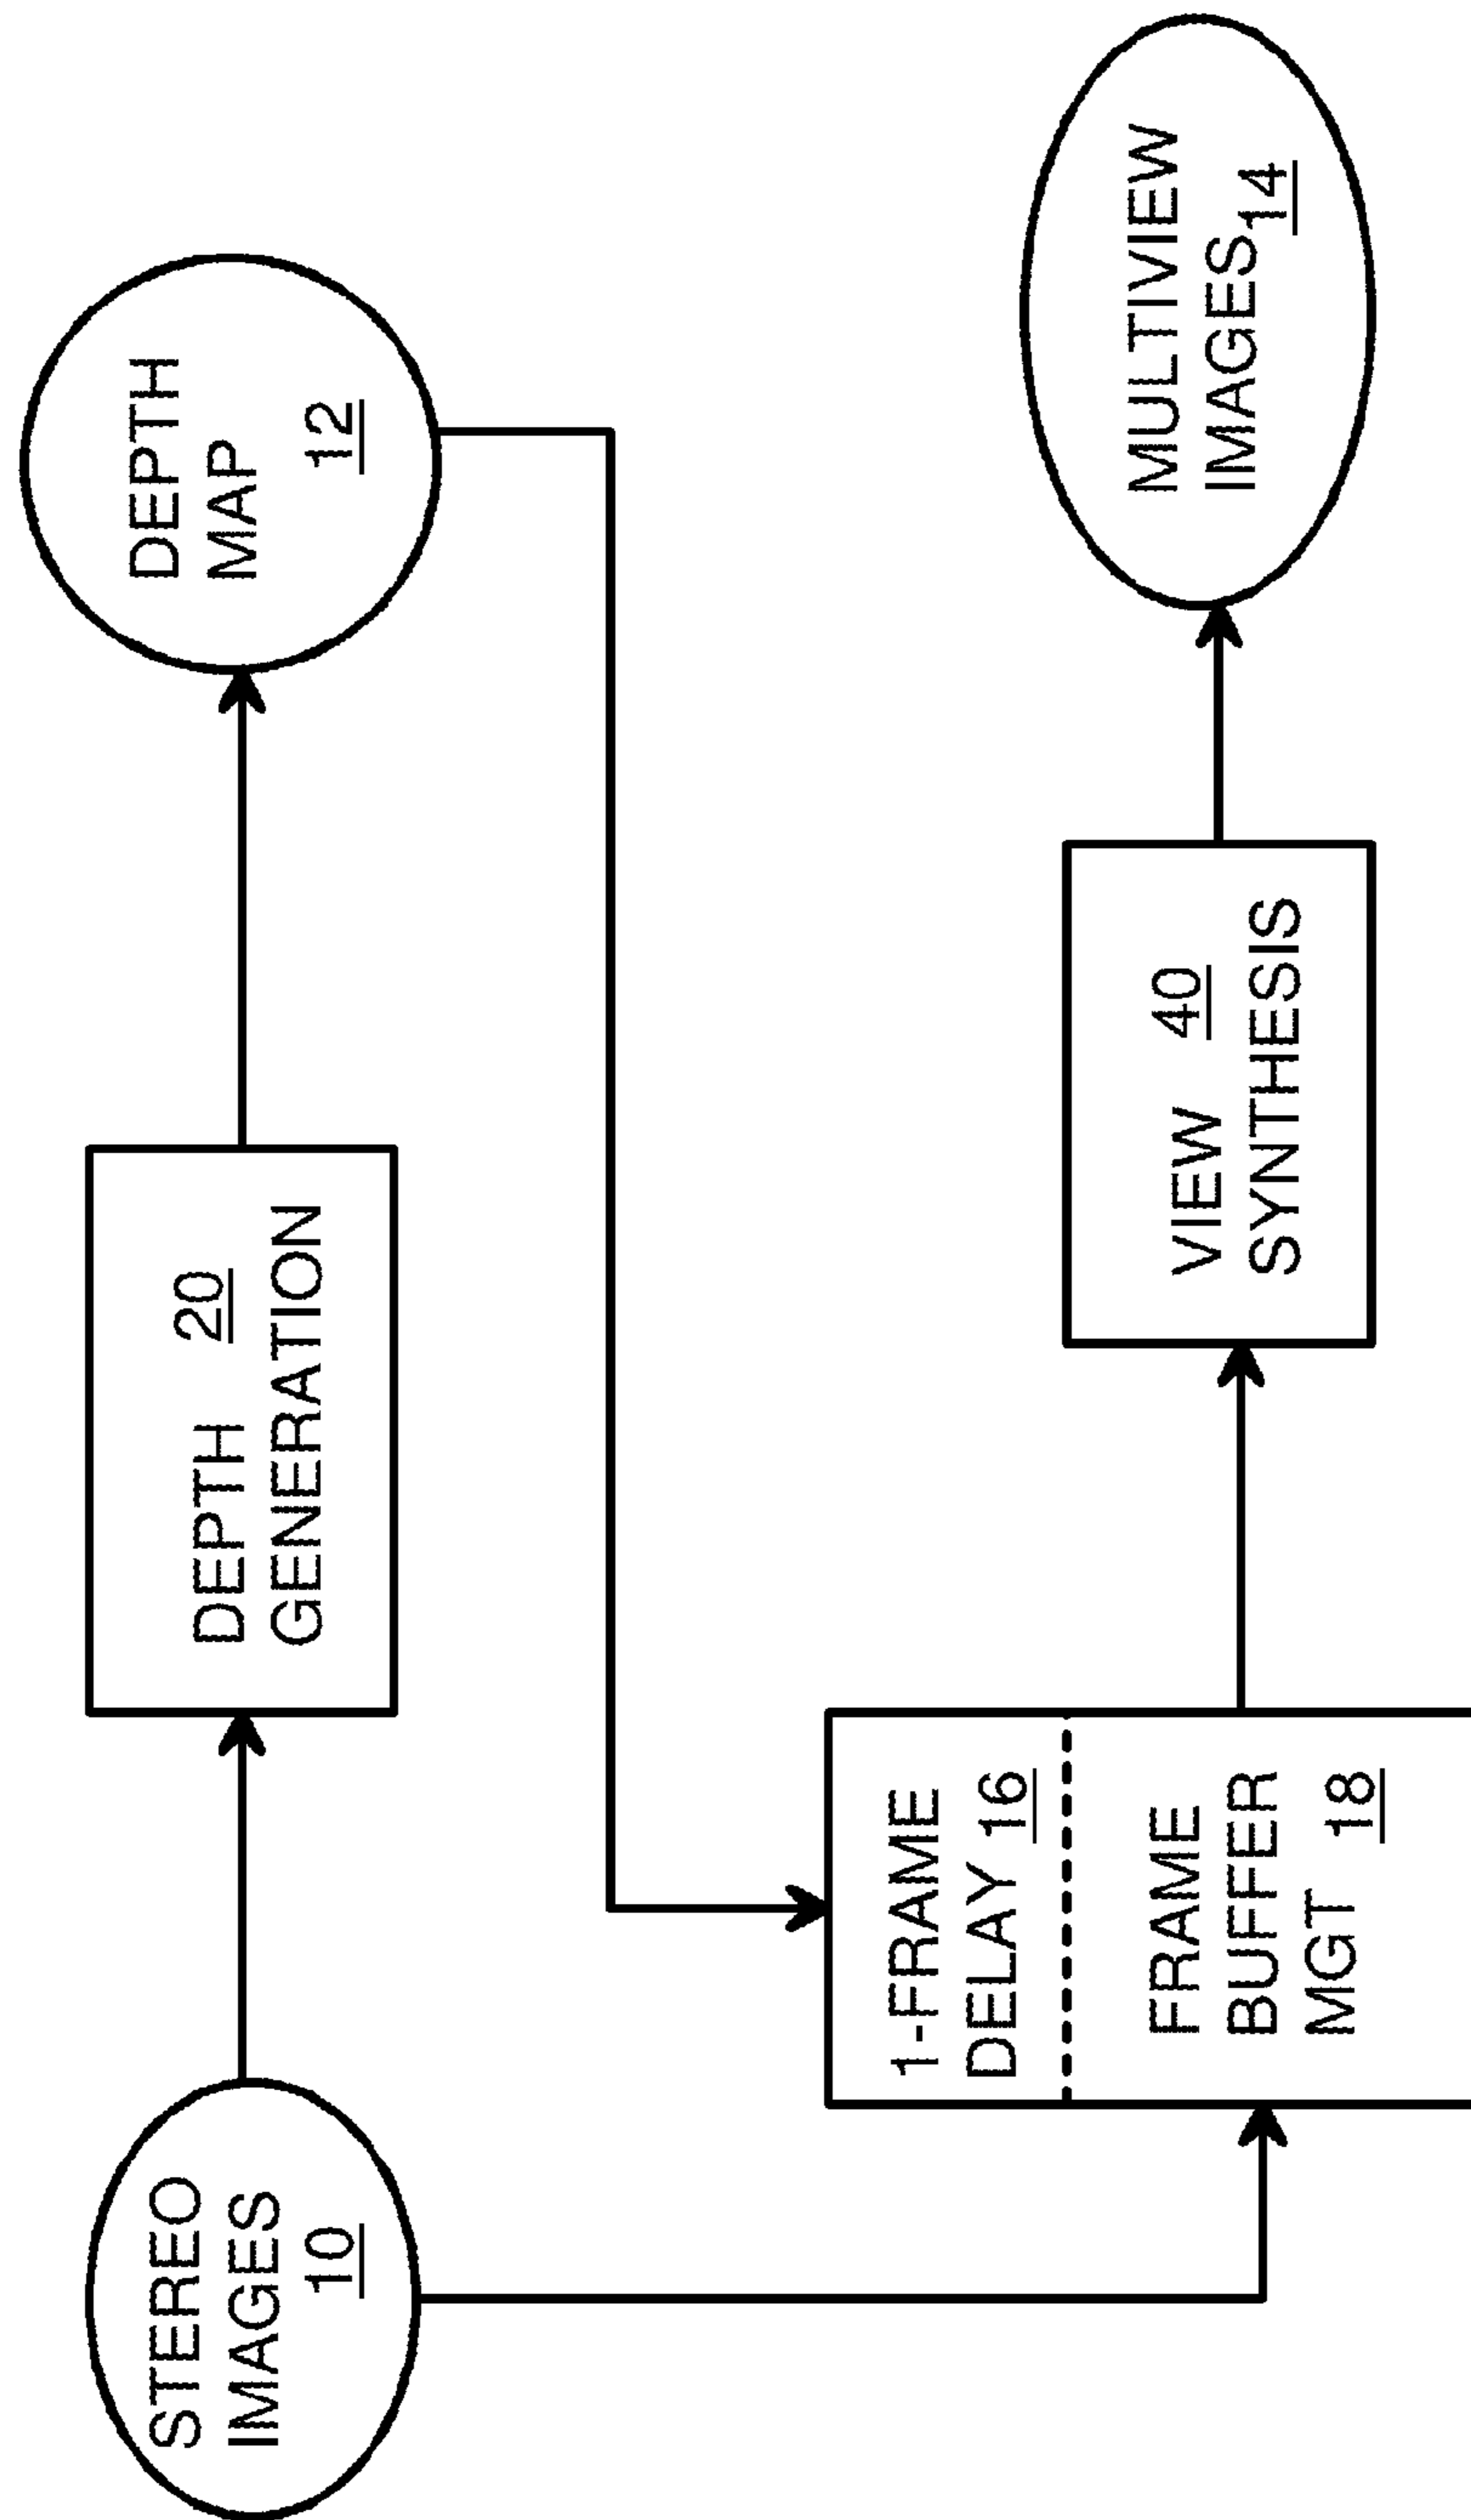 STEREO
IMAGES
10
DEPTH 20
GENERATION
DEPTH
MAP
12
1-FRAME
DELAY 16
FRAME
BUFFER
MGT 18
VIEW 40
SYNTHESIS
MULTIVIEW
IMAGES 14